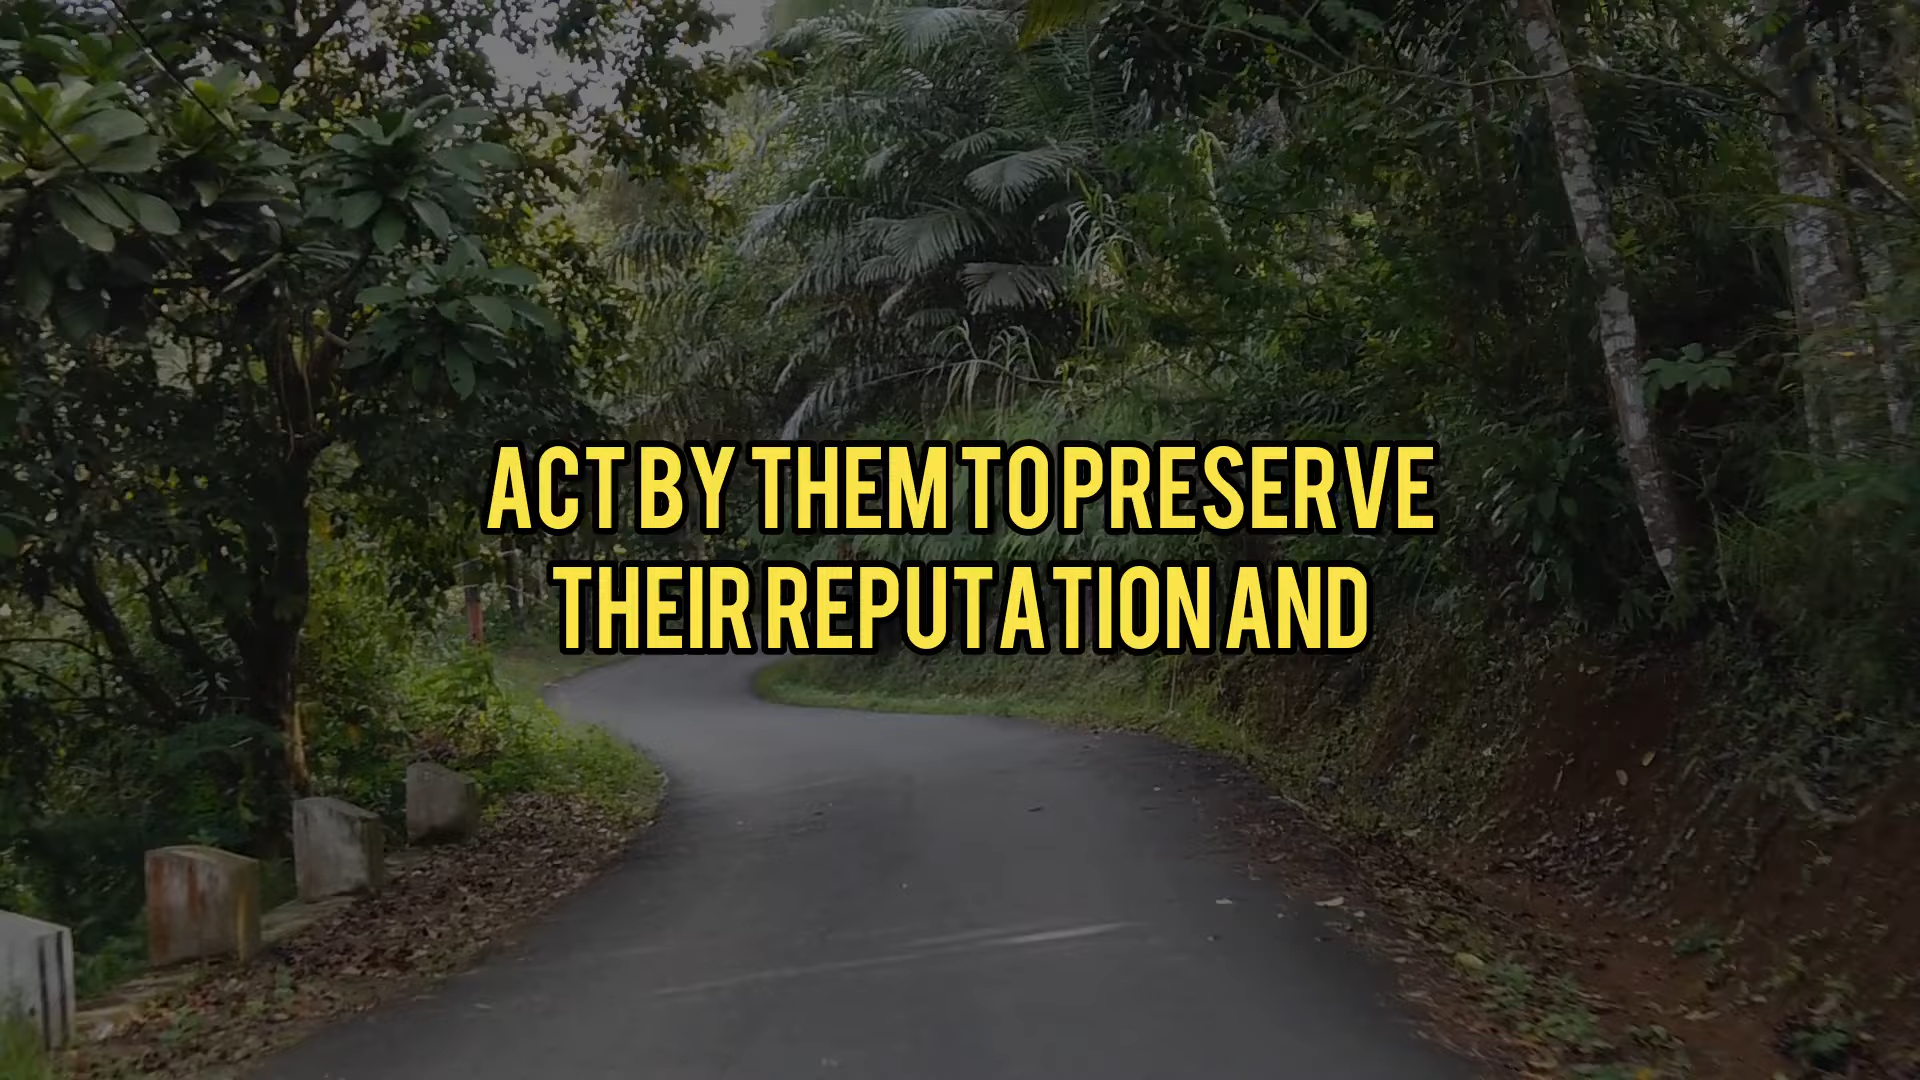 ACT BY THEM TO PRESERVE
THEIR REPUTATION AND